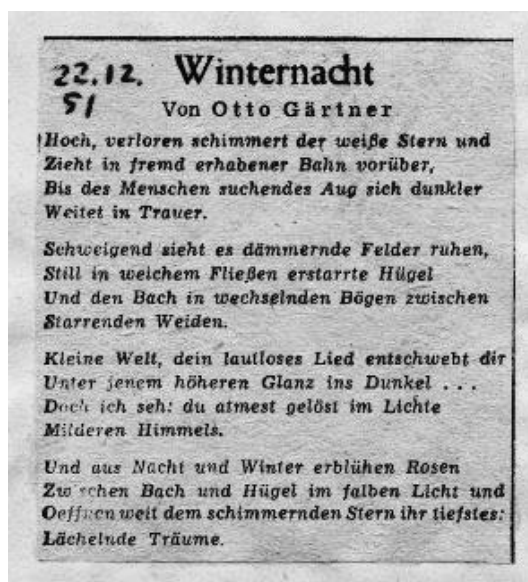 22.12. Winternacht
51
Von Otto Gärtner
Hoch, verloren schimmert der weiße Stern und
Zieht in fremd erhabener Bahn vorüber,
Bis des Menschen suchendes Aug sich dunkler
Weitet in Trauer.
Schweigend sieht es dämmernde Felder ruhen,
Still in weichem Fließen erstarrte Hügel
Und den Bach in wechselnden Bögen zwischen
Starrenden Weiden.
Kleine Welt, dein lautloses Lied entschwebt dir
Unter jenem höheren Glanz ins Dunkel . . .
Doch ich seh: du atmest gelöst im Lichte
Milderen Himmels.
Und aus Nacht und Winter erblühen Rosen
Zwischen Bach und Hügel im falben Licht und
Oeffnen weit dem schimmernden Stern ihr tiefstes:
Lächelnde Träume.